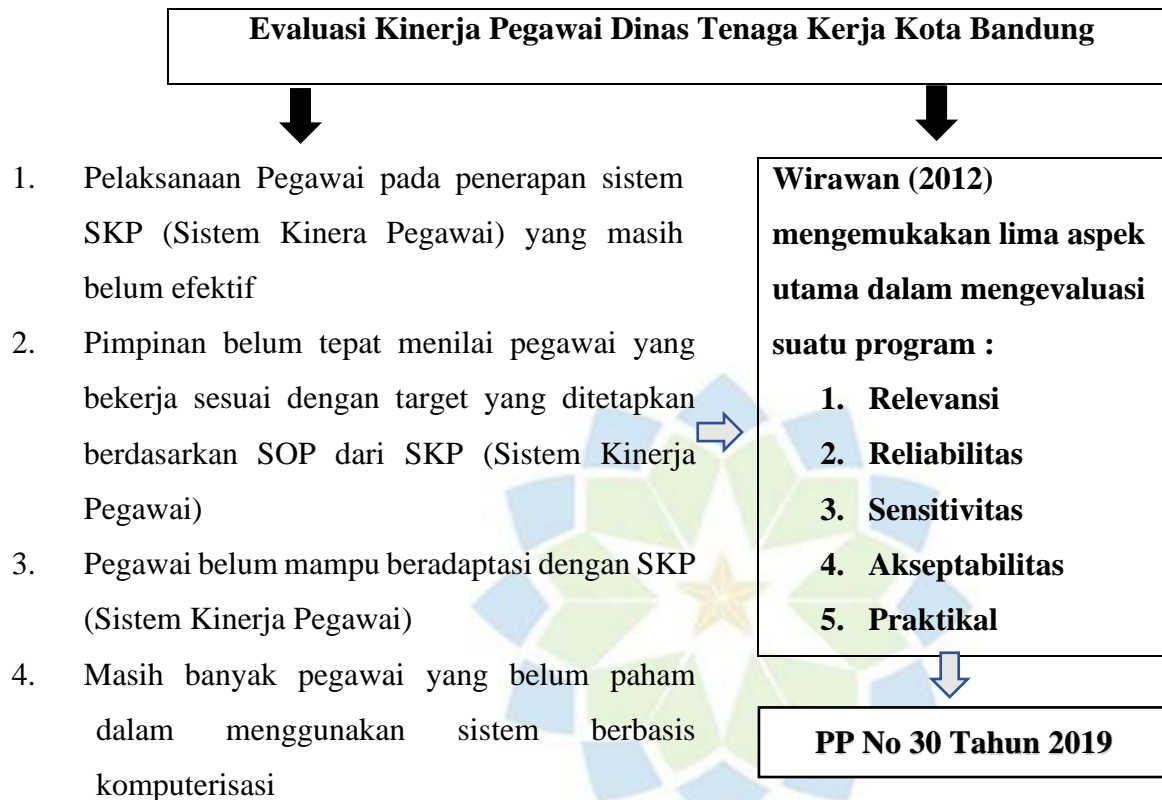 Evaluasi Kinerja Pegawai Dinas Tenaga Kerja Kota Bandung
1. Pelaksanaan Pegawai pada penerapan sistem
SKP (Sistem Kinera Pegawai) yang masih
belum efektif
2. Pimpinan belum tepat menilai pegawai yang
bekerja sesuai dengan target yang ditetapkan
berdasarkan SOP dari SKP (Sistem Kinerja
Pegawai)
3. Pegawai belum mampu beradaptasi dengan SKP
(Sistem Kinerja Pegawai)
4. Masih banyak pegawai yang belum paham
dalam menggunakan sistem berbasis
komputerisasi
Wirawan (2012)
mengemukakan lima aspek
utama dalam mengevaluasi
suatu program :
1. Relevansi
2. Reliabilitas
3. Sensitivitas
4. Akseptabilitas
5. Praktikal
PP No 30 Tahun 2019